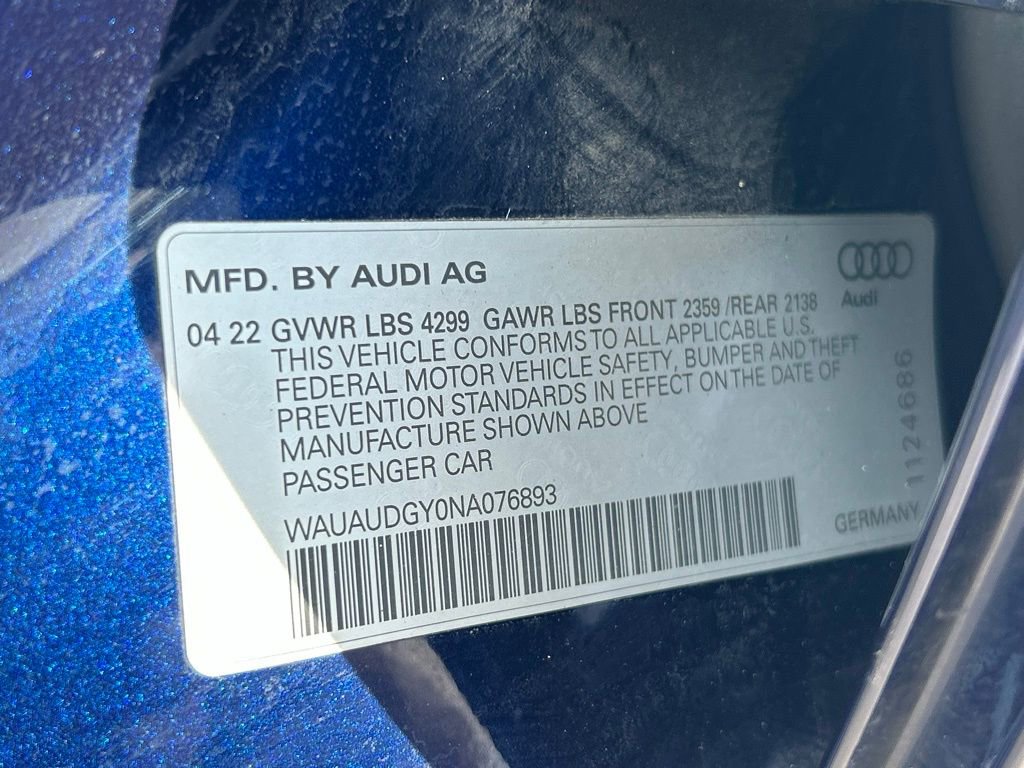 MFD. BY AUDI AG
Audi
04 22 GVWR LBS 4299 GAWR LBS FRONT 2359 /REAR 2138
THIS VEHICLE CONFORMS TO ALL APPLICABLE U.S.
FEDERAL MOTOR VEHICLE SAFETY, BUMPER AND THEFT
PREVENTION STANDARDS IN EFFECT ON THE DATE OF
MANUFACTURE SHOWN ABOVE
PASSENGER CAR
WAUAUDGY0NA076893
GERMANY
11124686